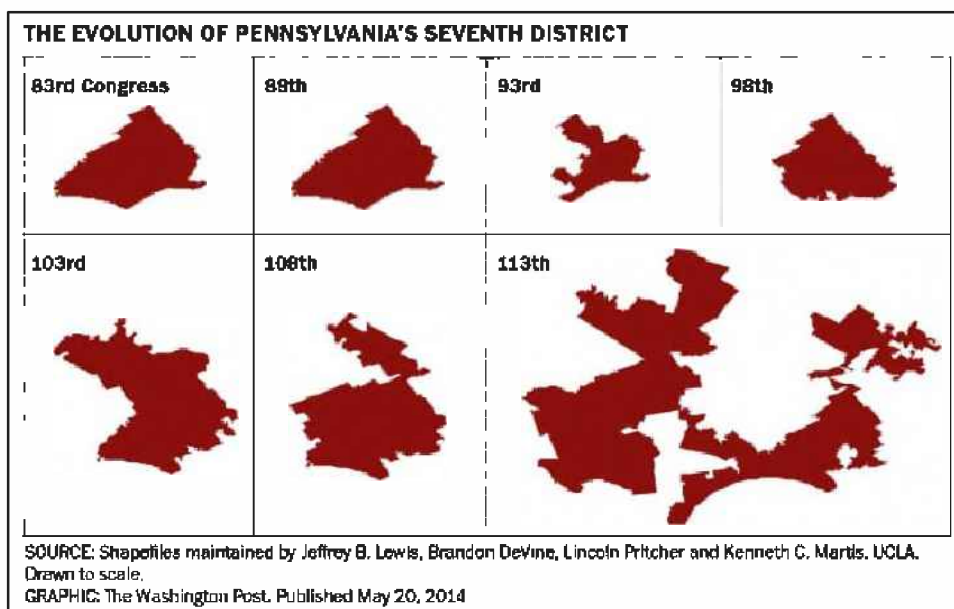 THE EVOLUTION OF PENNSYLVANIA'S SEVENTH DISTRICT
83rd Congress
89th
93rd
98th
103rd
108th
113th
SOURCE: Shapefiles maintained by Jeffrey B. Lewis, Brandon DeVine, Lincoln Pritcher and Kenneth C. Martis, UCLA.
Drawn to scale.
GRAPHIC: The Washington Post. Published May 20, 2014